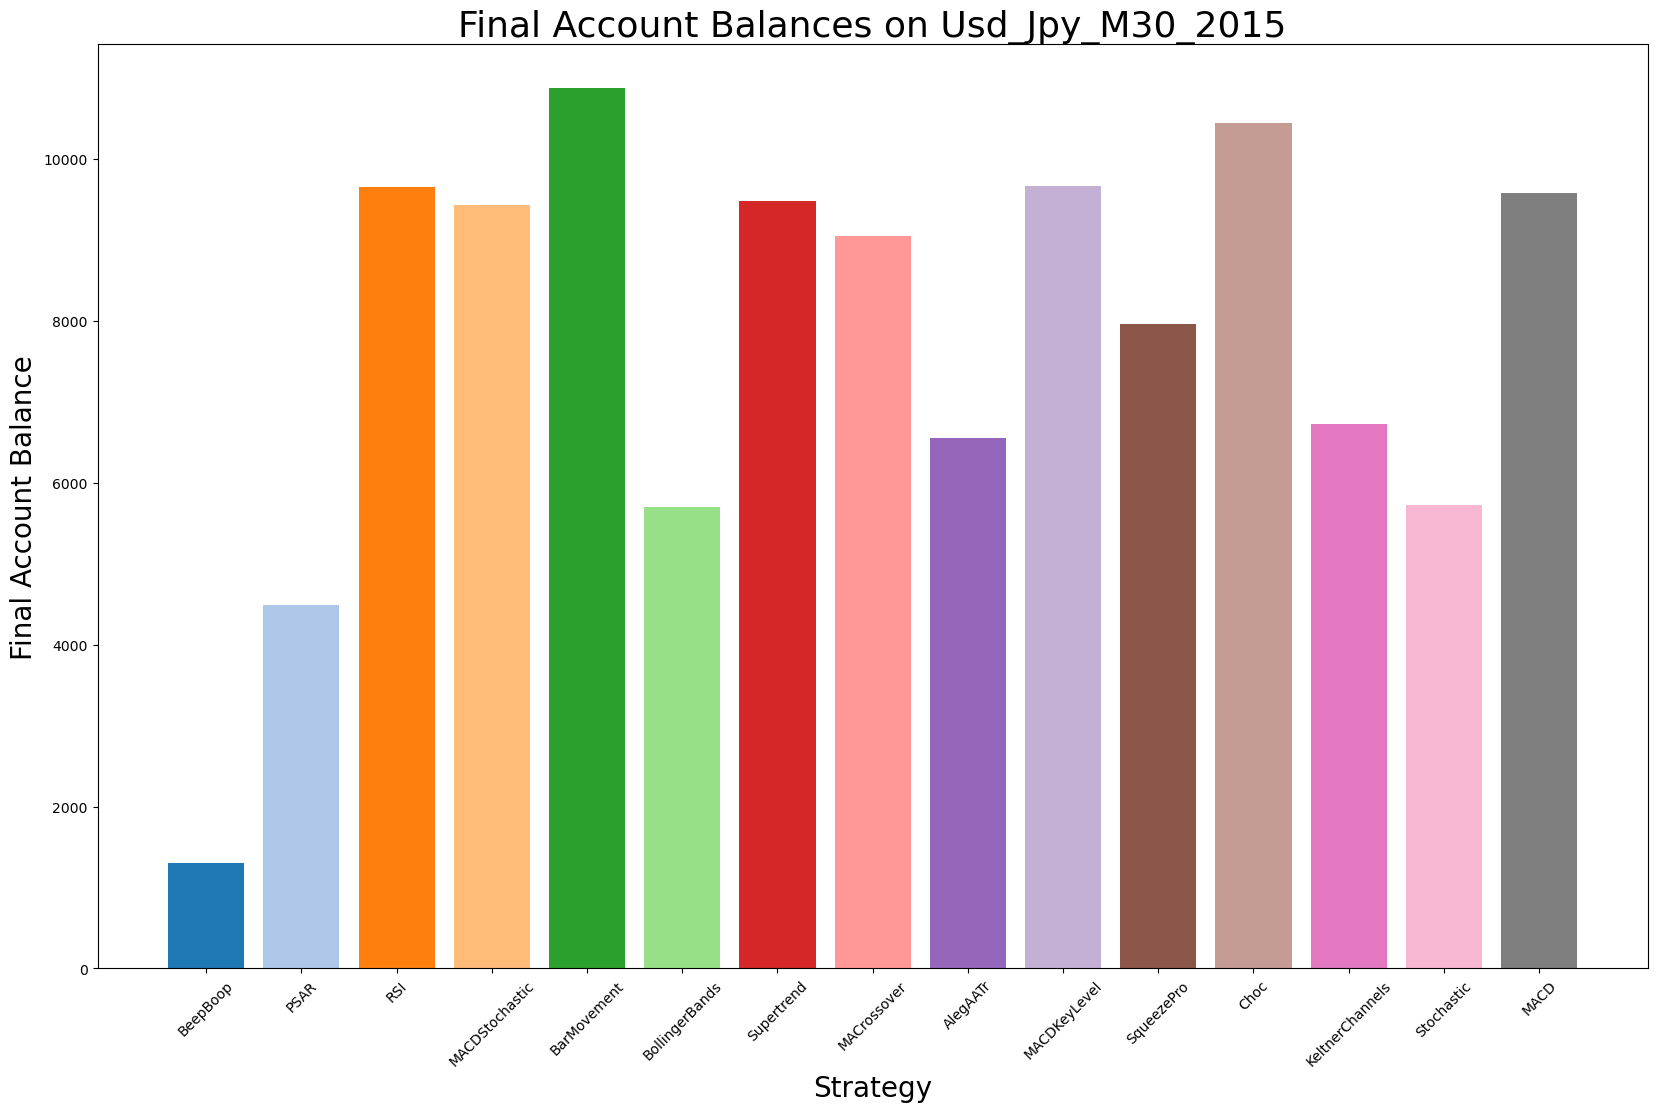 Final Account Balances on Usd_Jpy_M30_2015
Final Account Balance
10000
8000
6000
4000
2000
0
BeepBoop
PSAR
RSI
MACDStochastic
BarMovement
BollingerBands
Supertrend
MACrossover
AlegAATr
MACDKeyLevel
SqueezePro
Choc
KeltnerChannels
Stochastic
MACD
Strategy